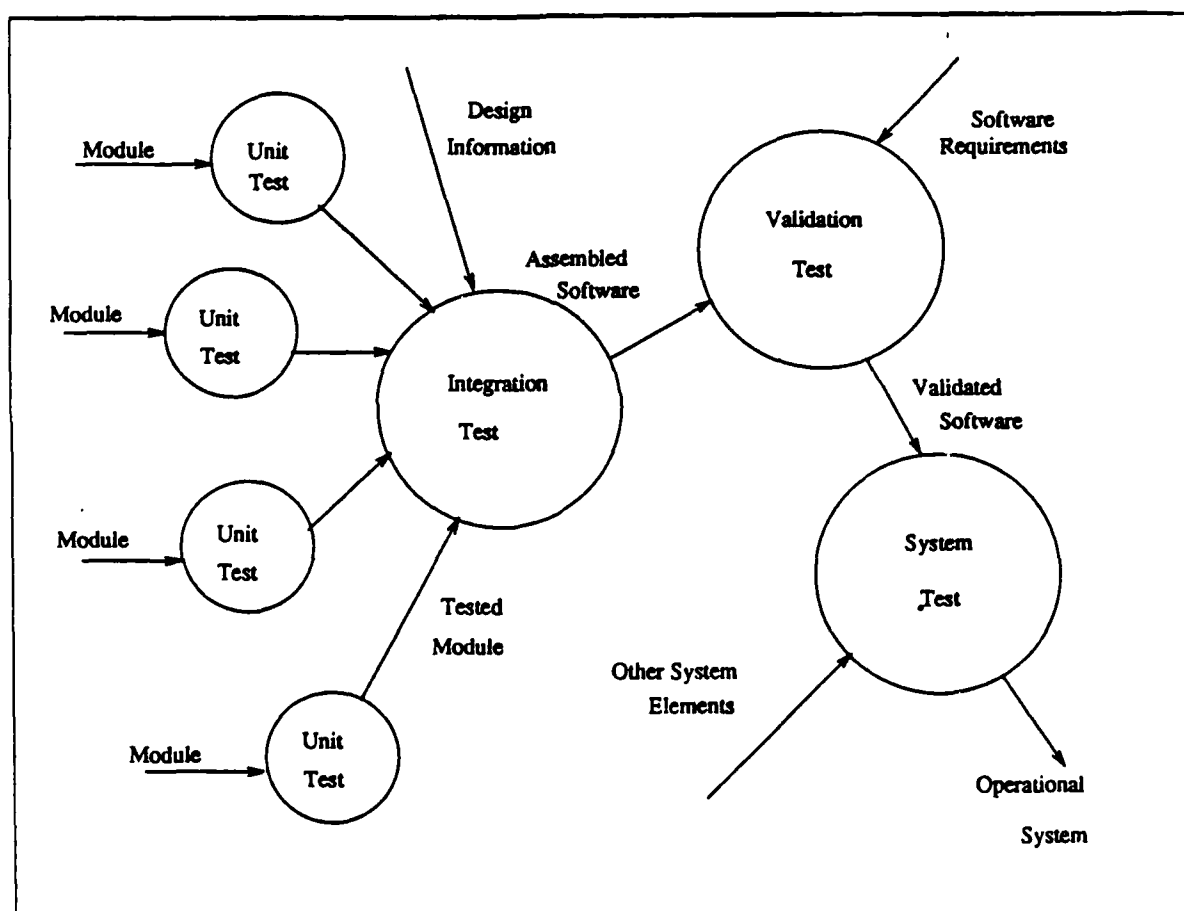 Module
Unit
Test
Design
Information
Software
Requirements
Validation
Test
Assembled
Software
Module
Unit
Test
Integration
Test
Validated
Software
Module
Unit
Test
System
Test
Tested
Module
Other System
Elements
Module
Unit
Test
Operational
System